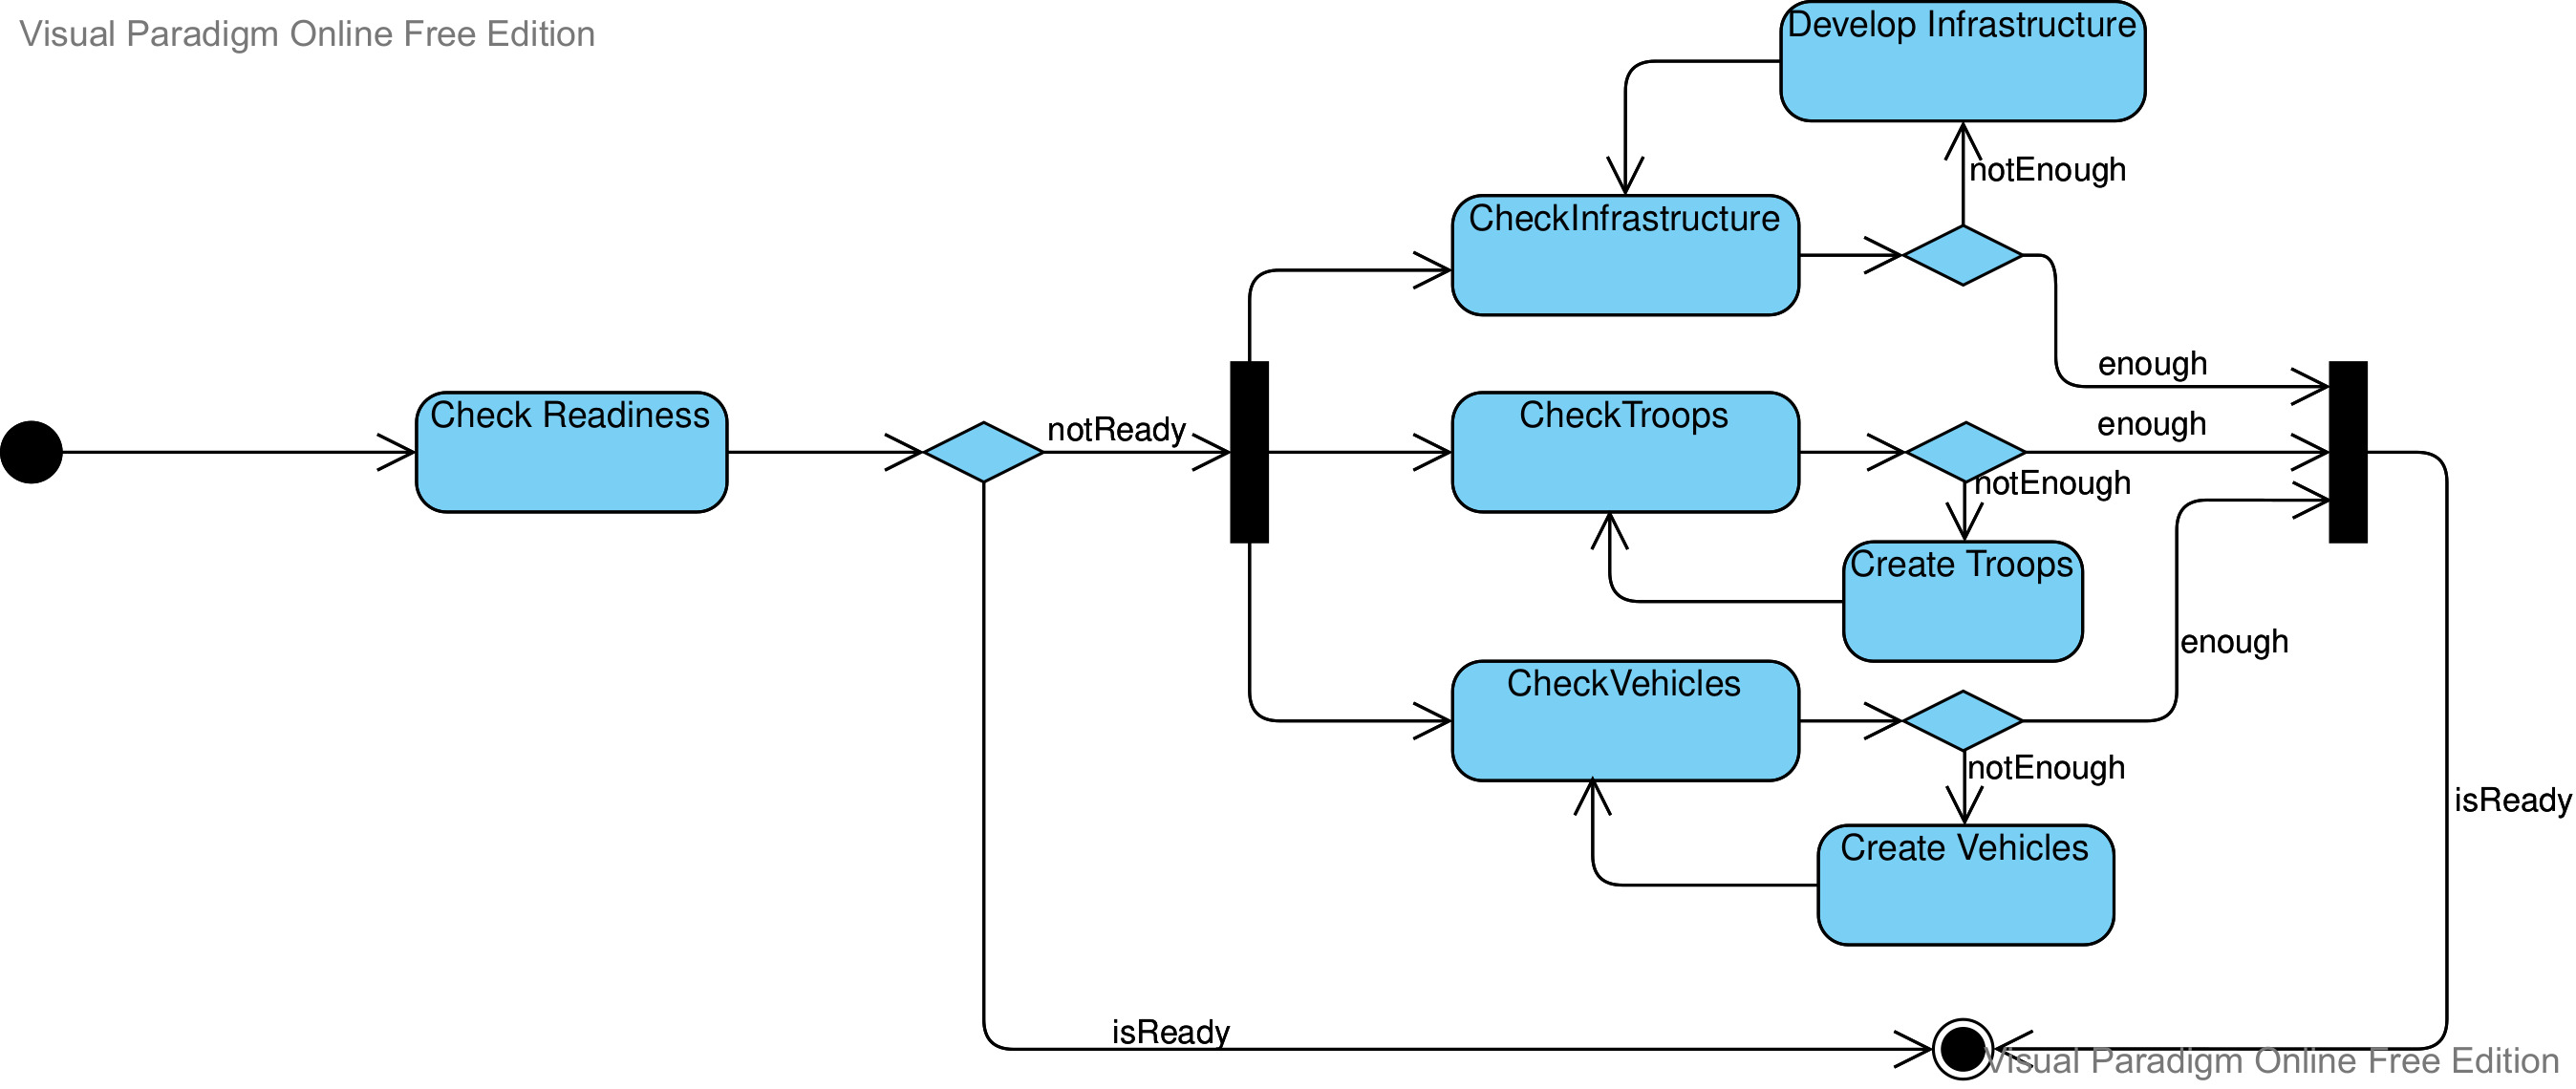 Visual Paradigm Online Free Edition
Develop Infrastructure
notEnough
CheckInfrastructure
enough
Check Readiness
notReady
CheckTroops
enough
notEnough
Create Troops
enough
CheckVehicles
notEnough
isReady
Create Vehicles
isReady
Visual Paradigm Online Free Edition